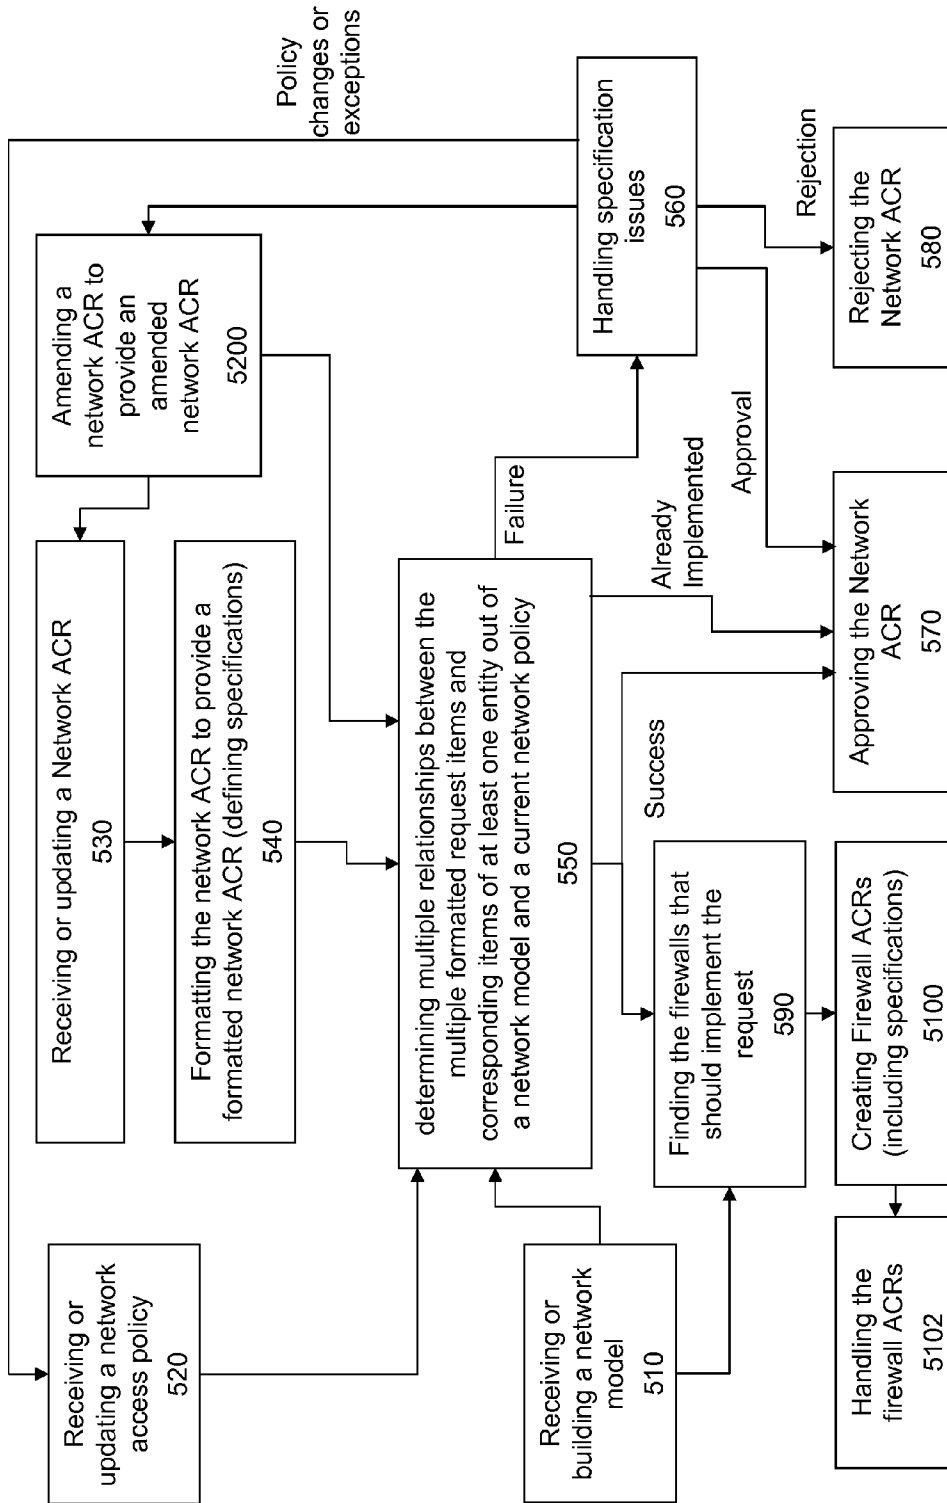 Receiving or
updating a network
access policy
520
Receiving or
building a network
model
510
Handling the
firewall ACRs
5102
Receiving or updating a Network ACR
530
Formatting the network ACR to provide a
formatted network ACR (defining specifications)
540
determining multiple relationships between the
multiple formatted request items and
corresponding items of at least one entity out of
a network model and a current network policy
550
Finding the firewalls that
should implement the
request
590
Creating Firewall ACRs
(including specifications)
5100
Amending a
network ACR to
provide an
amended
network ACR
5200
Failure
Success
Already
Implemented
Approval
Approving the Network
ACR
570
Policy
changes or
exceptions
Handling specification
issues
560
Rejection
Rejecting the
Network ACR
580